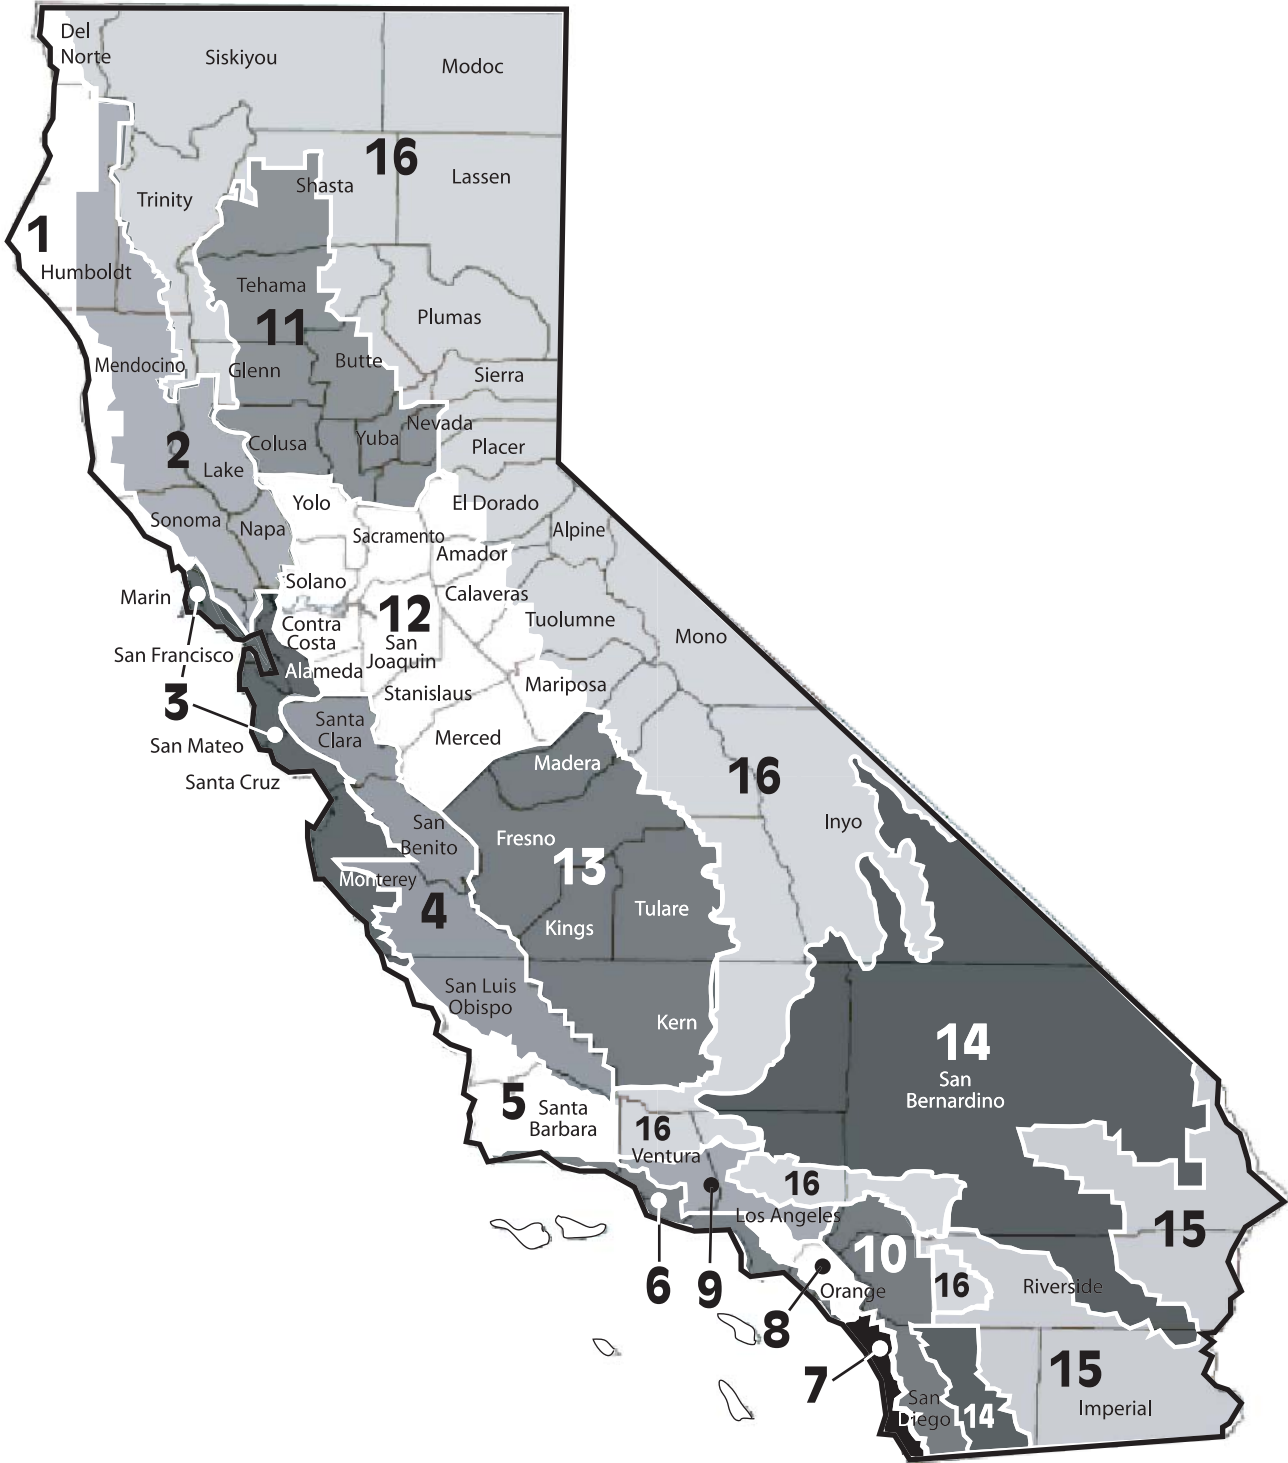 Del
Norte
Siskiyou
Modoc
16
Trinity
Shasta
Lassen
1
Humboldt
Tehama
11
Plumas
Mendocino
Glenn
Butte
Sierra
2
Lake
Colusa
Yuba
Nevada
Placer
Sonoma
Napa
Yolo
El Dorado
Sacramento
Amador
Alpine
Solano
Marin
Calaveras
12
Contra
Costa
San
Joaquin
Tuolumne
Mono
San Francisco
Alameda
Stanislaus
Mariposa
3
Santa
Clara
Merced
San Mateo
Santa Cruz
Madera
16
Inyo
San
Benito
Fresno
13
Monterey
4
Kings
Tulare
San Luis
Obispo
Kern
14
San
Bernardino
5
Santa
Barbara
16
Ventura
16
Los Angeles
15
10
6
9
8
Orange
16
Riverside
7
15
San
Diego
14
Imperial